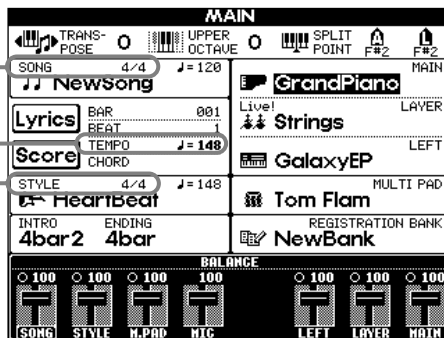 MAIN
TRANS-POSE 0 UPPER OCTAVE 0 SPLIT POINT A F#2 L F#2
SONG 4/4 ♩=120
NewSong
MAIN
GrandPiano
Lyrics
BAR 001
BEAT 1
Live! LAYER
Strings
Score
TEMPO ♩=148
CHORD
LEFT
GalaxyEP
STYLE 4/4 ♩=148
HeartBeat
MULTI PAD
Tom Flam
INTRO ENDING
4bar2 4bar
REGISTRATION BANK
NewBank
BALANCE
100 100 100 100 100 100 100
SONG STYLE M.PAD MIC LEFT LAYER MAIN